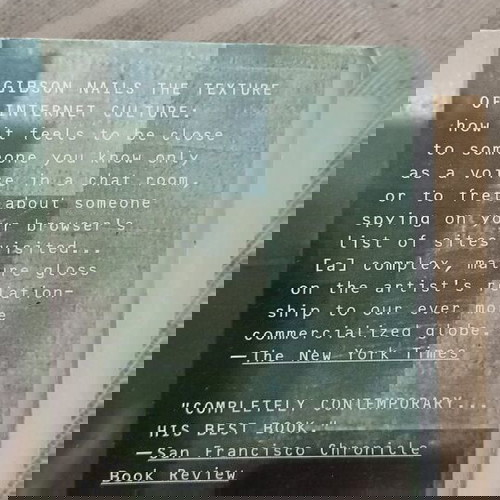 GIBSON NAILS THE TEXTURE
OF INTERNET CULTURE:
how it feels to be close
to someone you know only
as a voice in a chat room,
or to fret about someone
spying on your browser's
list of sites visited...
[a] complex, mature gloss
on the artist's relation-
ship to our ever more
commercialized globe.
—The New York Times
"COMPLETELY CONTEMPORARY...
HIS BEST BOOK."
—San Francisco Chronicle
Book Review